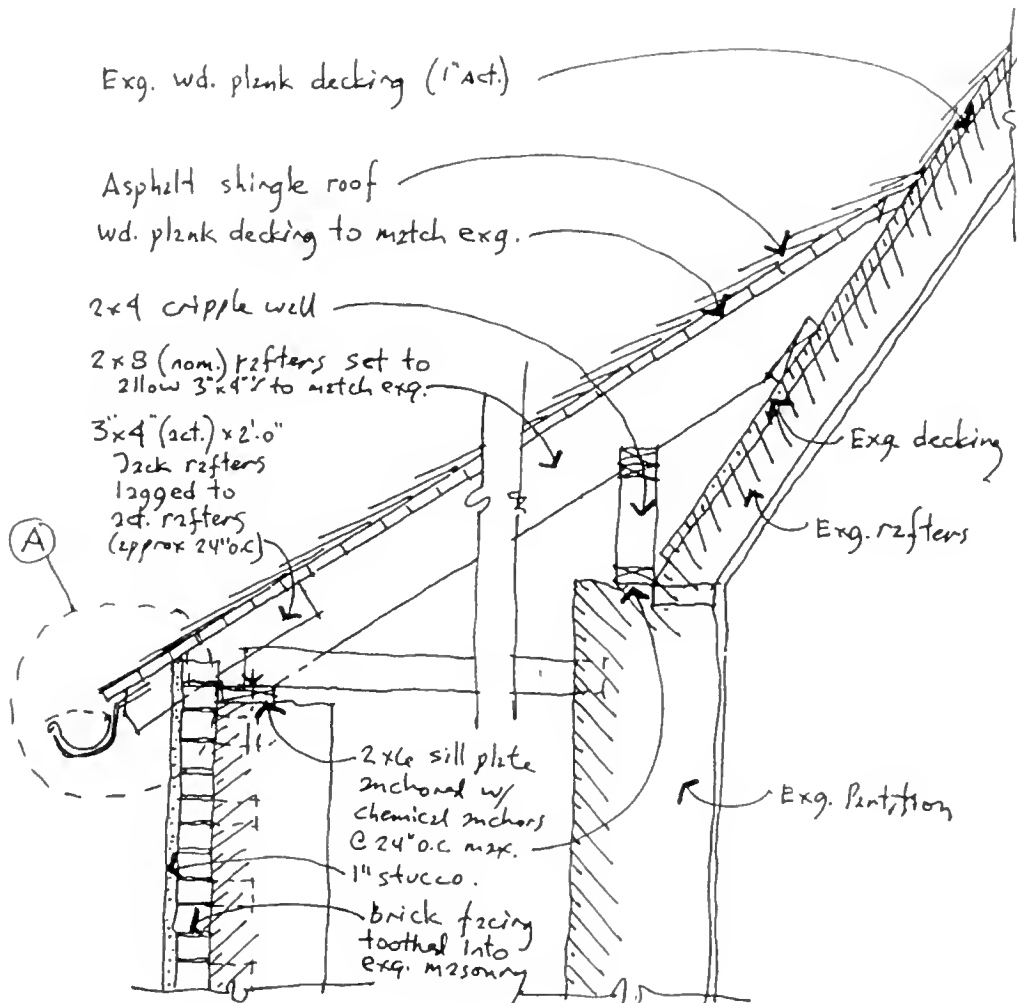 Exg. wd. plank decking (1" Act.)
Asphalt shingle roof
wd. plank decking to match exg.
2x4 cripple wall
2x8 (nom.) rafters set to
allow 3"x4"'s to match exg.
3"x4" (act.) x 2'-0"
Jack rafters
lagged to
act. rafters
(approx 24" o.c)
A
Exg. decking
Exg. rafters
2x6 sill plate
anchored w/
chemical anchors
@ 24" o.c. max.
1" stucco.
brick facing
toothed into
exg. masonry
Exg. Partition